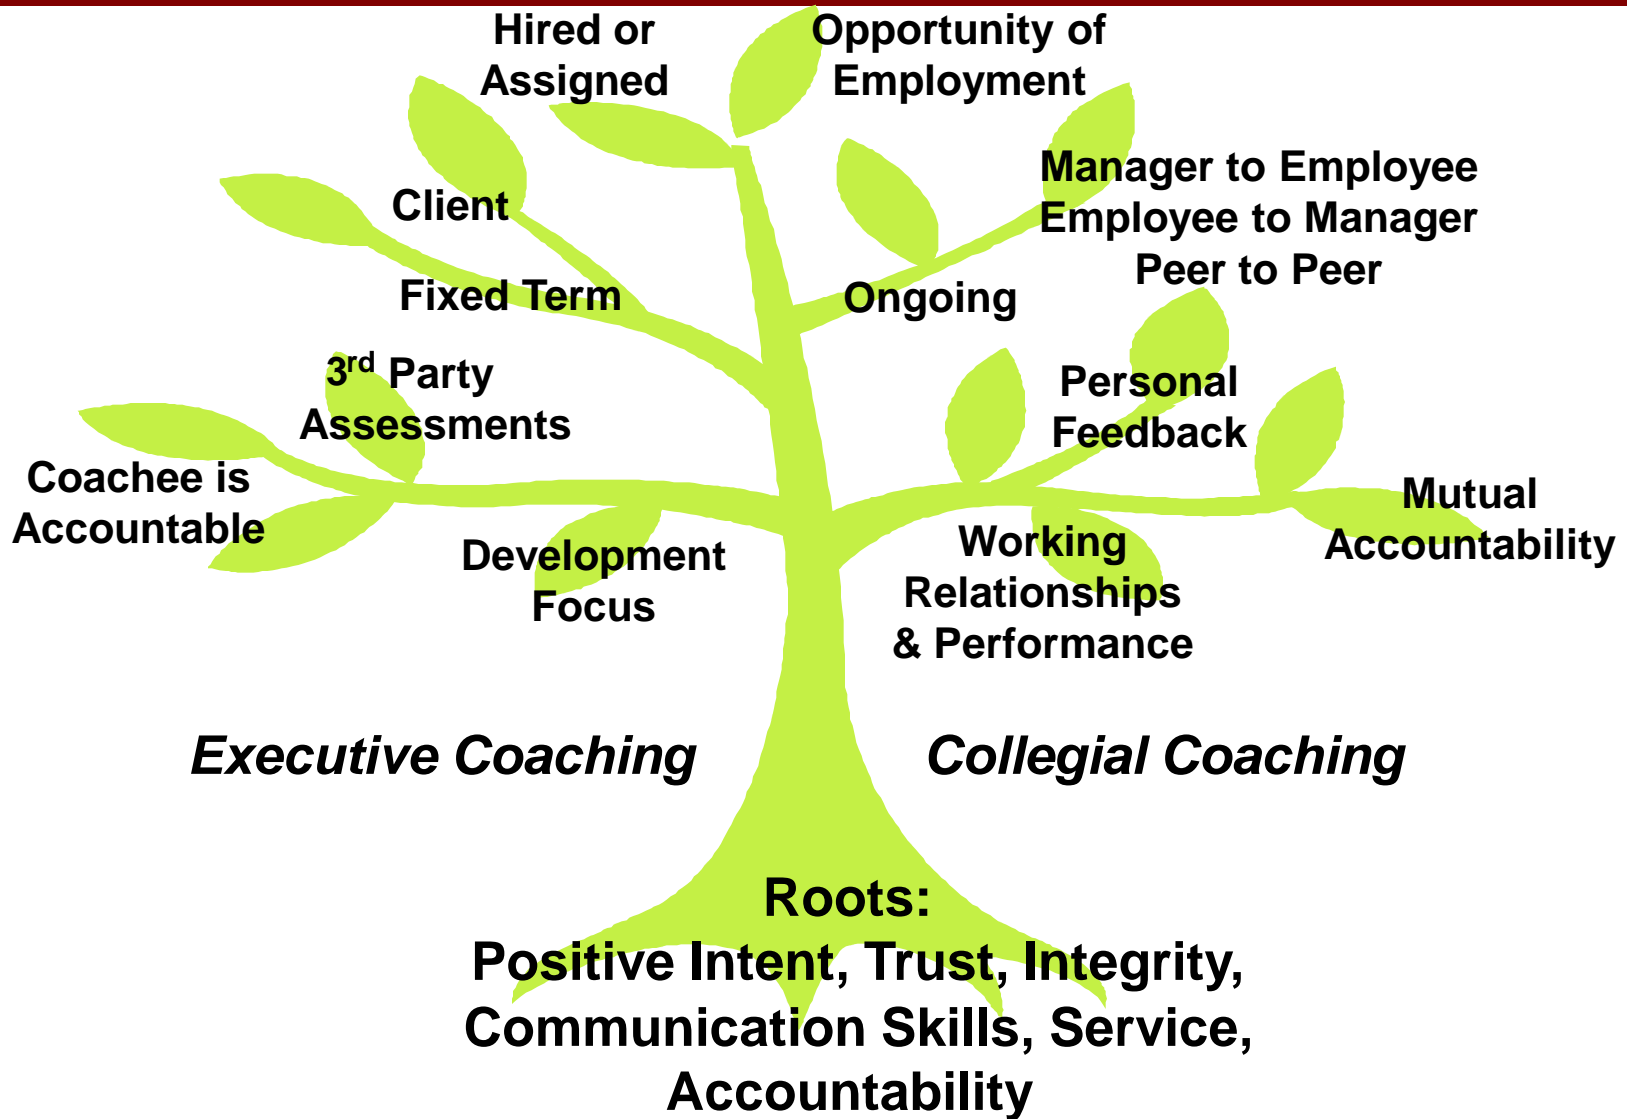 Hired or
Assigned
Opportunity of
Employment
Client
Manager to Employee
Employee to Manager
Peer to Peer
Fixed Term
Ongoing
3rd Party
Assessments
Personal
Feedback
Coachee is
Accountable
Mutual
Accountability
Development
Focus
Working
Relationships
& Performance
Executive Coaching
Collegial Coaching
Roots:
Positive Intent, Trust, Integrity,
Communication Skills, Service,
Accountability